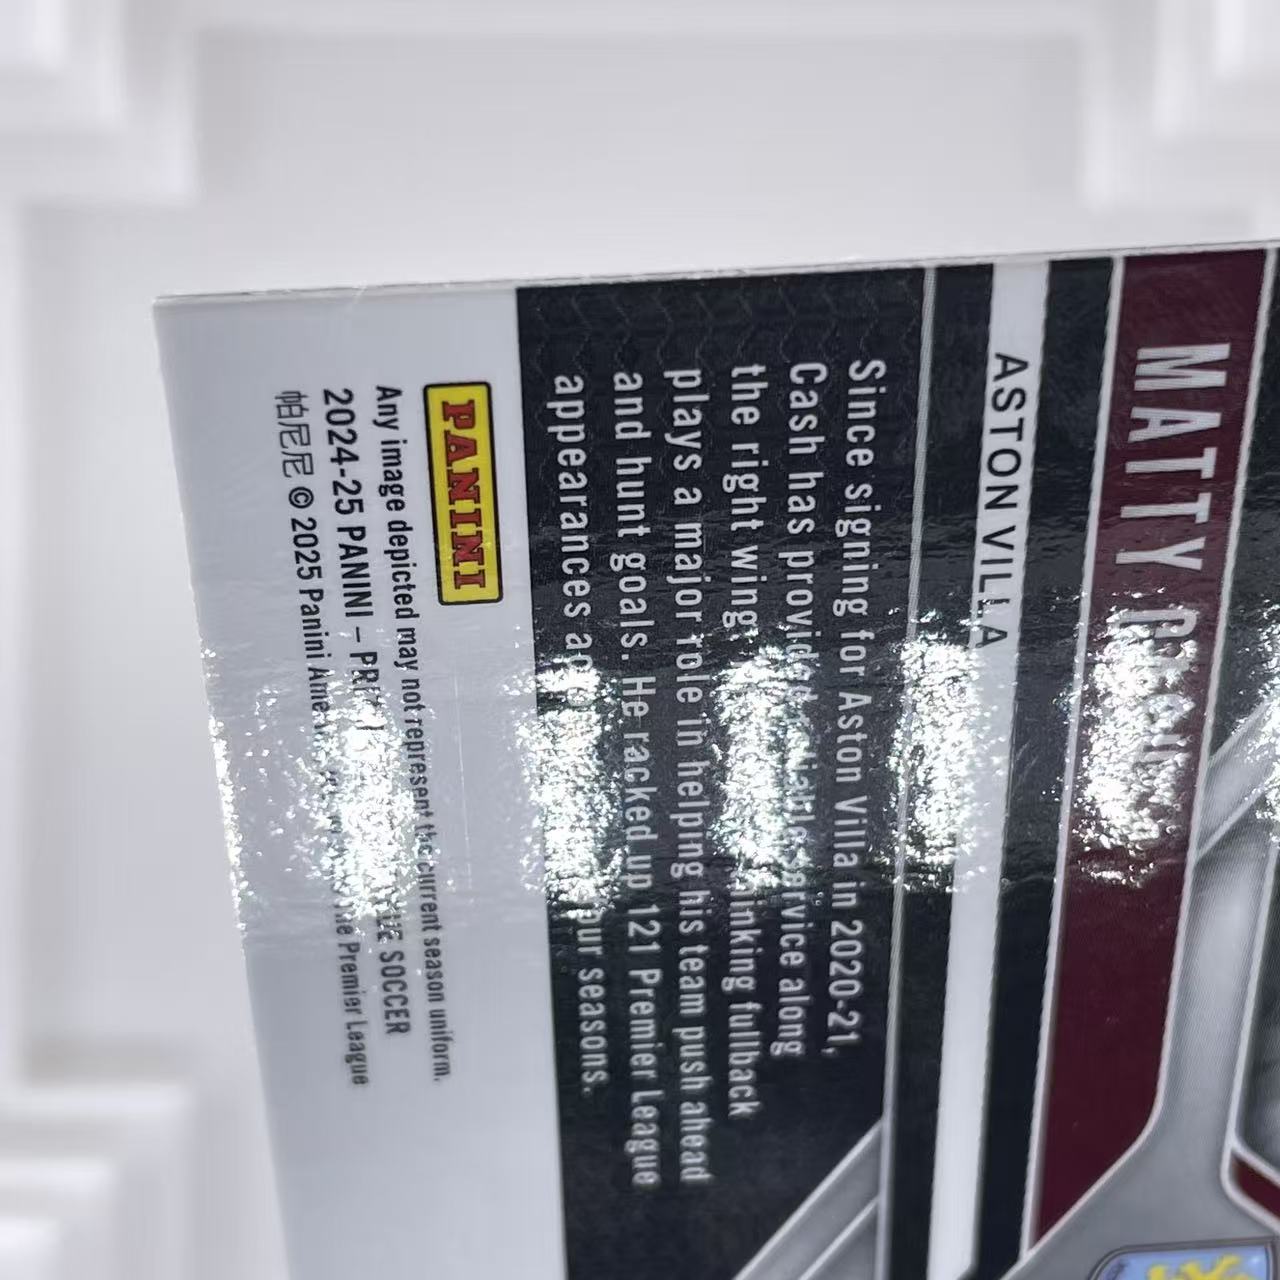 MATTY
ASTON VILLA
Since signing for Aston Villa in 2020-21,
Cash has provided service along
the right wing fullback
plays a major role in helping his team push ahead
and hunt goals. He racked up 121 Premier League
appearances seasons.
PANINI
Any image depicted may not represent the current season uniform.
2024-25 PANINI – SOCCER
帕尼尼 © 2025 Panini the Premier League